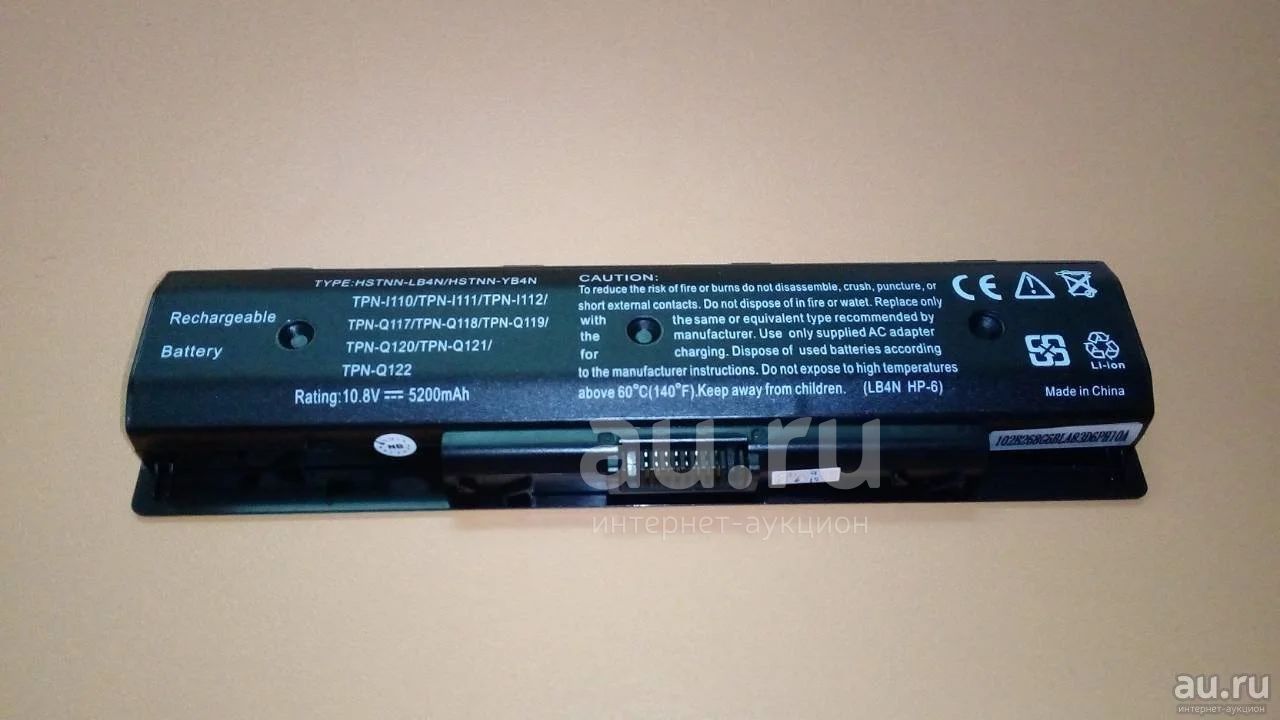 TYPE:HSTNN-LB4N/HSTNN-YB4N
TPN-I110/TPN-I111/TPN-I112/
Rechargeable
TPN-Q117/TPN-Q118/TPN-Q119/
Battery
TPN-Q120/TPN-Q121/
TPN-Q122
Rating:10.8V 5200mAh
CAUTION:
To reduce the risk of fire or burns do not disassemble, crush, puncture, or
short external contacts. Do not dispose of in fire or watet. Replace only
with the same or equivalent type recommended by
the manufacturer. Use only supplied AC adapter
for charging. Dispose of used batteries according
to the manufacturer instructions. Do not expose to high temperatures
above 60°C(140°F).Keep away from children. (LB4N HP-6)
CE
Li-ion
Made in China
NB
au.ru
интернет-аукцион
au.ru
интернет-аукцион